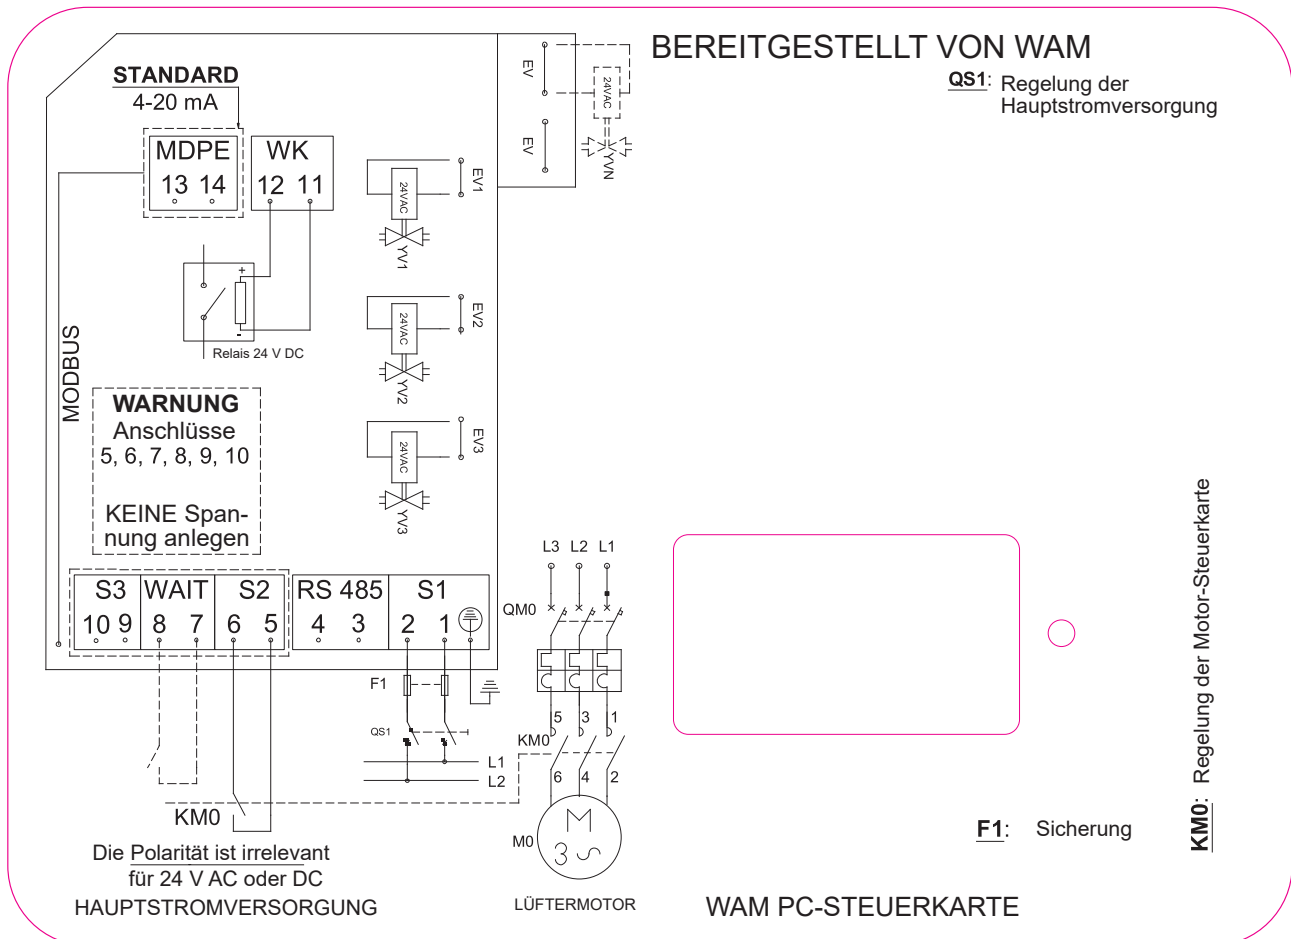 BEREITGESTELLT VON WAM
QS1: Regelung der
Hauptstromversorgung
STANDARD
4-20 mA
MDPE
13 14
WK
12 11
EV
EV
24VAC
YVN
24VAC
EV1
YV1
+
-
Relais 24 V DC
24VAC
EV2
YV2
MODBUS
WARNUNG
Anschlüsse
5, 6, 7, 8, 9, 10
KEINE Span-
nung anlegen
24VAC
EV3
YV3
S3
10 9
WAIT
8 7
S2
6 5
RS 485
4 3
S1
2 1
L3 L2 L1
QM0
F1
QS1
L1
L2
5 3 1
KM0
6 4 2
M0
M
3
LÜFTERMOTOR
KM0
Die Polarität ist irrelevant
für 24 V AC oder DC
HAUPTSTROMVERSORGUNG
WAM PC-STEUERKARTE
F1: Sicherung
KM0: Regelung der Motor-Steuerkarte